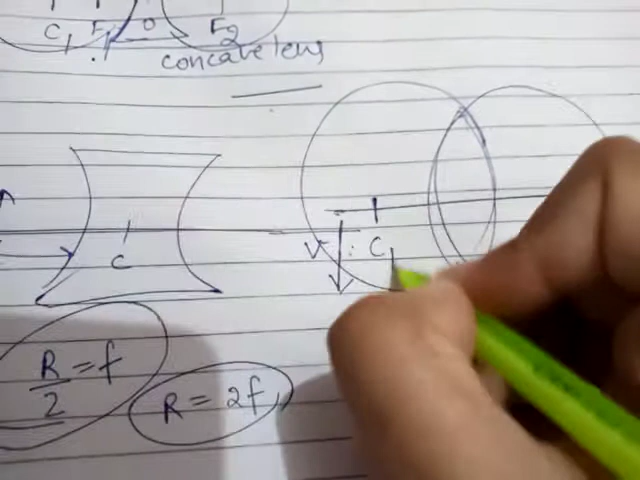 C₁ F₁ O F₂
concave lens
C
V : C₁
R/2 = f
R = 2f